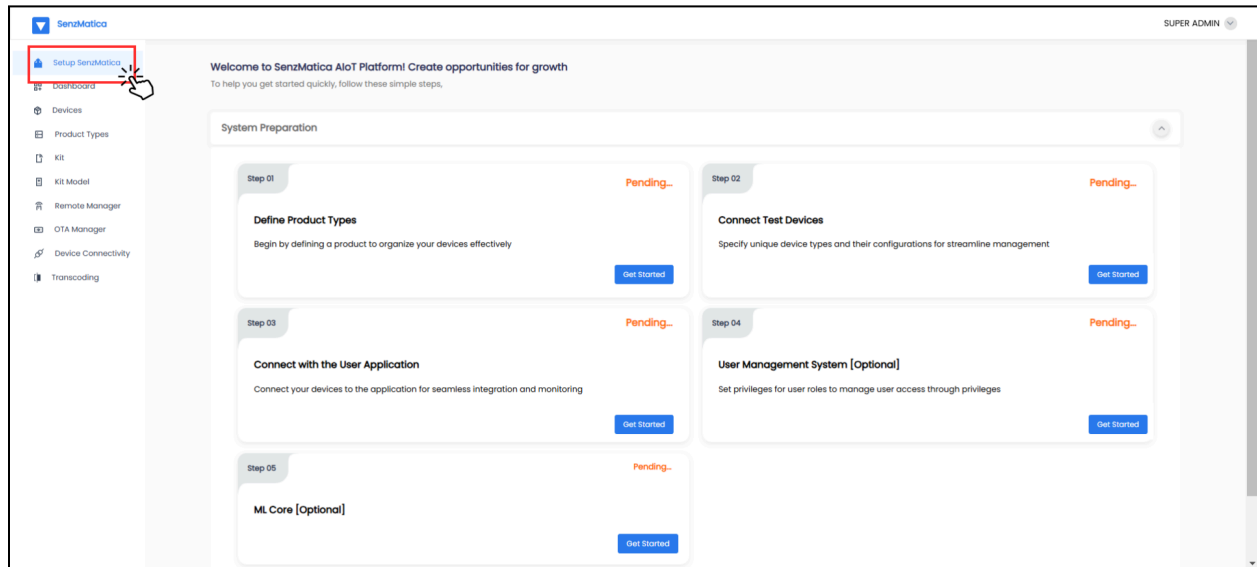 SenzMatica
SUPER ADMIN
Setup SenzMatica
Dashboard
Devices
Product Types
Kit
Kit Model
Remote Manager
OTA Manager
Device Connectivity
Transcoding
Welcome to SenzMatica AIoT Platform! Create opportunities for growth
To help you get started quickly, follow these simple steps,
System Preparation
Step 01
Pending...
Define Product Types
Begin by defining a product to organize your devices effectively
Get Started
Step 02
Pending...
Connect Test Devices
Specify unique device types and their configurations for streamline management
Get Started
Step 03
Pending...
Connect with the User Application
Connect your devices to the application for seamless integration and monitoring
Get Started
Step 04
Pending...
User Management System [Optional]
Set privileges for user roles to manage user access through privileges
Get Started
Step 05
Pending...
ML Core [Optional]
Get Started